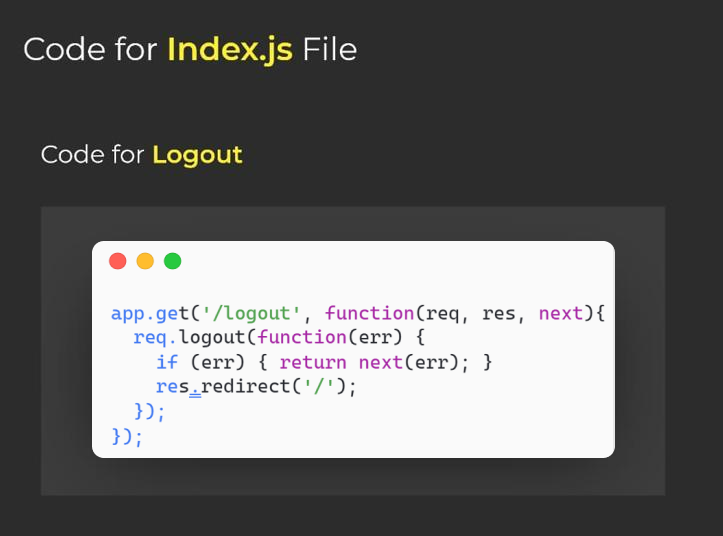 Code for Index.js File
Code for Logout
app.get('/logout', function(req, res, next){
  req.logout(function(err) {
    if (err) { return next(err); }
    res.redirect('/');
  });
});